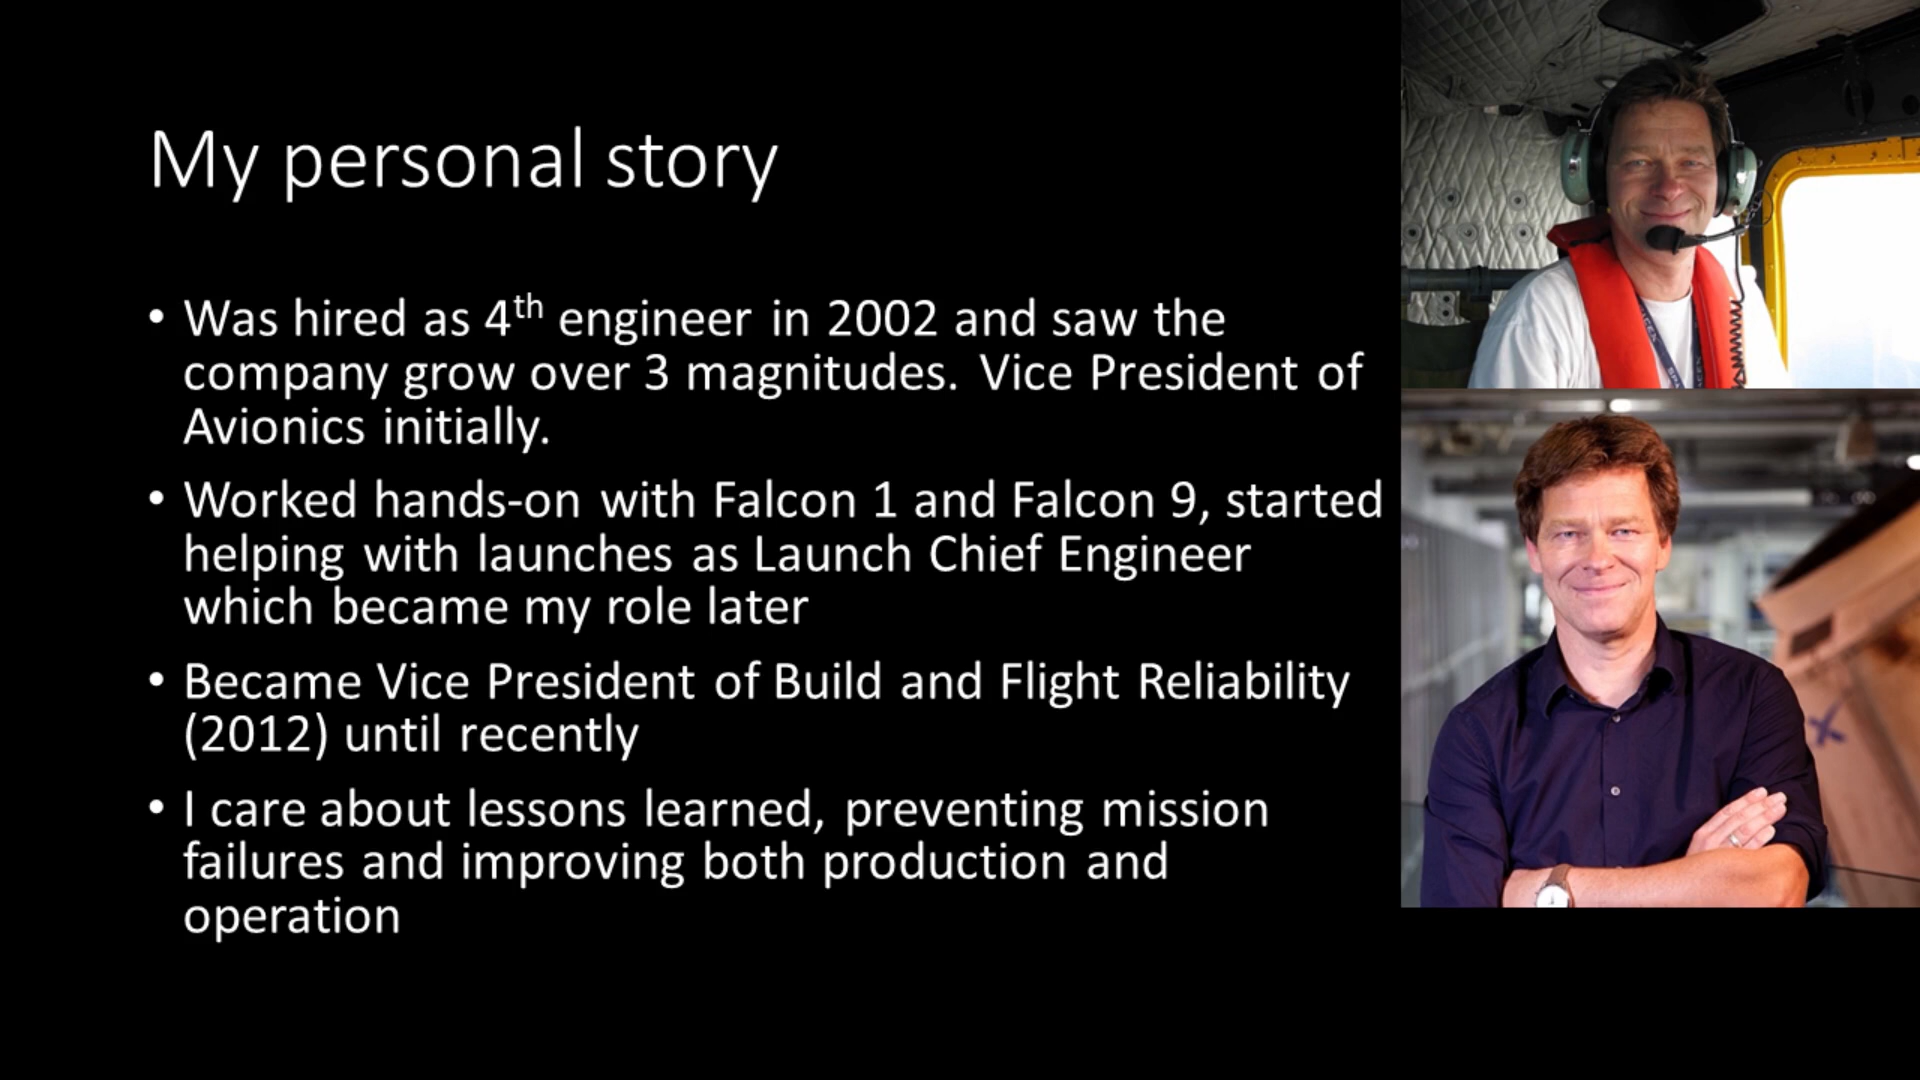 My personal story
• Was hired as 4th engineer in 2002 and saw the
company grow over 3 magnitudes. Vice President of
Avionics initially.
• Worked hands-on with Falcon 1 and Falcon 9, started
helping with launches as Launch Chief Engineer
which became my role later
• Became Vice President of Build and Flight Reliability
(2012) until recently
• I care about lessons learned, preventing mission
failures and improving both production and
operation